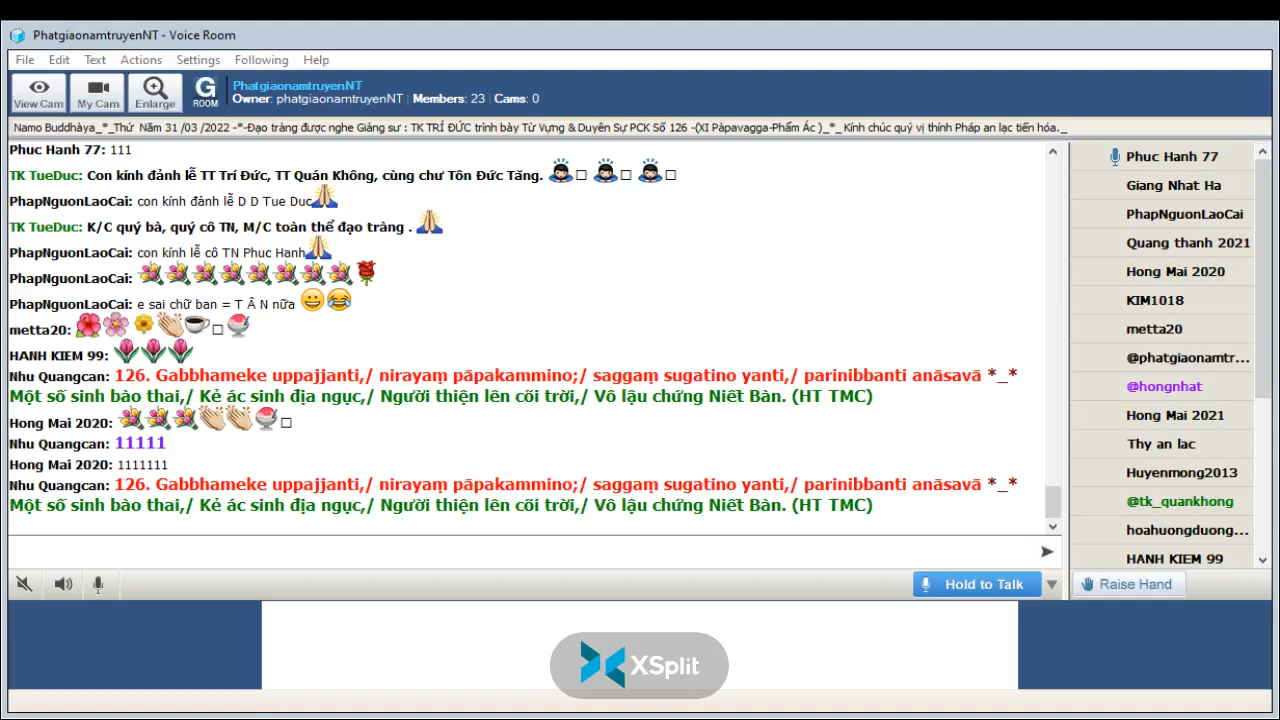 PhatgiaonamtruyenNT - Voice Room
File Edit Text Actions Settings Following Help
View Cam
My Cam
Enlarge
G
ROOM
PhatgiaonamtruyenNT
Owner: phatgiaonamtruyenNT | Members: 23 | Cams: 0
Namo Buddhàya_*_Thứ Năm 31 /03 /2022 -*-Đạo tràng được nghe Giảng sư : TK TRÍ ĐỨC trình bày Từ Vựng & Duyên Sự PCK Số 126 -(XI Pàpavagga-Phẩm Ác )_*_ Kính chúc quý vị thính Pháp an lạc tiến hóa._
Phuc Hanh 77: 111
TK TueDuc: Con kính đảnh lễ TT Trí Đức, TT Quán Không, cùng chư Tôn Đức Tăng.
PhapNguonLaoCai: con kính đảnh lễ D D Tue Duc
TK TueDuc: K/C quý bà, quý cô TN, M/C toàn thể đạo tràng .
PhapNguonLaoCai: con kính lễ cô TN Phuc Hanh
PhapNguonLaoCai:
PhapNguonLaoCai: e sai chữ ban = T Â N nữa
metta20:
HANH KIEM 99:
Nhu Quangcan: 126. Gabbhameke uppajjanti,/ nirayaṃ pāpakammino;/ saggaṃ sugatino yanti,/ parinibbanti anāsavā *_*
Một số sinh bào thai,/ Kẻ ác sinh địa ngục,/ Người thiện lên cõi trời,/ Vô lậu chứng Niết Bàn. (HT TMC)
Hong Mai 2020:
Nhu Quangcan: 11111
Hong Mai 2020: 1111111
Nhu Quangcan: 126. Gabbhameke uppajjanti,/ nirayaṃ pāpakammino;/ saggaṃ sugatino yanti,/ parinibbanti anāsavā *_*
Một số sinh bào thai,/ Kẻ ác sinh địa ngục,/ Người thiện lên cõi trời,/ Vô lậu chứng Niết Bàn. (HT TMC)
Phuc Hanh 77
Giang Nhat Ha
PhapNguonLaoCai
Quang thanh 2021
Hong Mai 2020
KIM1018
metta20
@phatgiaonamtr...
@hongnhat
Hong Mai 2021
Thy an lac
Huyenmong2013
@tk_quankhong
hoahuongduong...
HANH KIEM 99
Hold to Talk
Raise Hand
XSplit